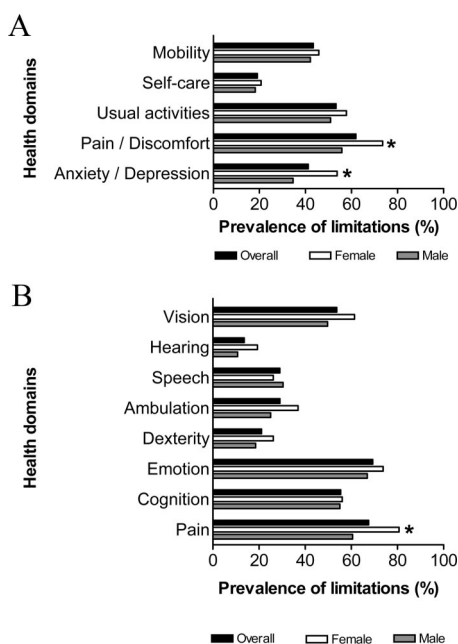 A
Health domains
Mobility
Self-care
Usual activities
Pain / Discomfort
*
Anxiety / Depression
*
0 20 40 60 80 100
Prevalence of limitations (%)
Overall Female Male
B
Health domains
Vision
Hearing
Speech
Ambulation
Dexterity
Emotion
Cognition
Pain
*
0 20 40 60 80 100
Prevalence of limitations (%)
Overall Female Male